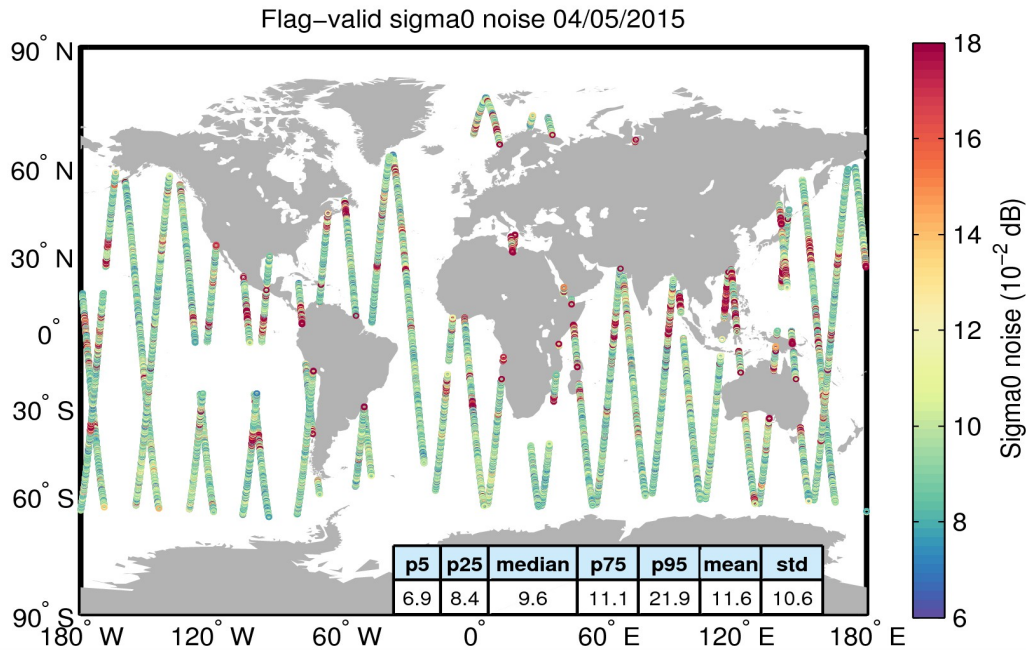 Flag−valid sigma0 noise 04/05/2015
90° N
60° N
30° N
0°
30° S
60° S
90° S
180° W
120° W
60° W
0°
60° E
120° E
180° E
p5 p25 median p75 p95 mean std
6.9 8.4 9.6 11.1 21.9 11.6 10.6
18
16
14
12
10
8
6
Sigma0 noise (10⁻² dB)